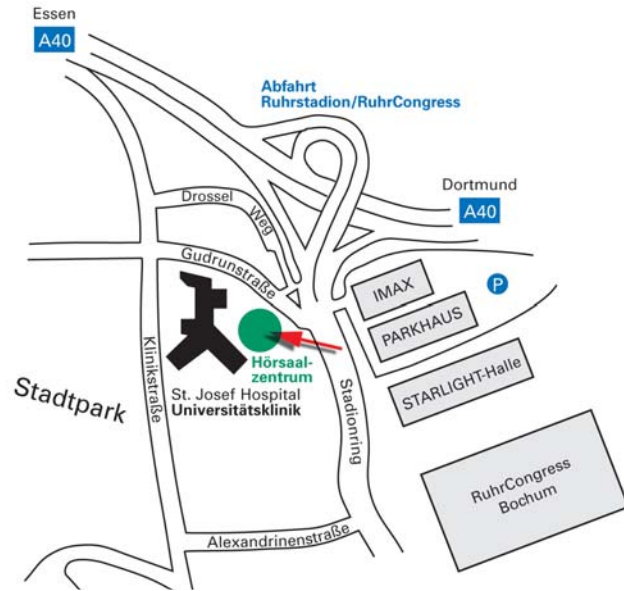 Essen
A40
Abfahrt
Ruhrstadion/RuhrCongress
Dortmund
A40
Drossel
Weg
Gudrunstraße
IMAX
P
PARKHAUS
STARLIGHT-Halle
Klinikstraße
Hörsaal-
zentrum
St. Josef Hospital
Universitätsklinik
Stadtpark
Stadionring
RuhrCongress
Bochum
Alexandrinenstraße